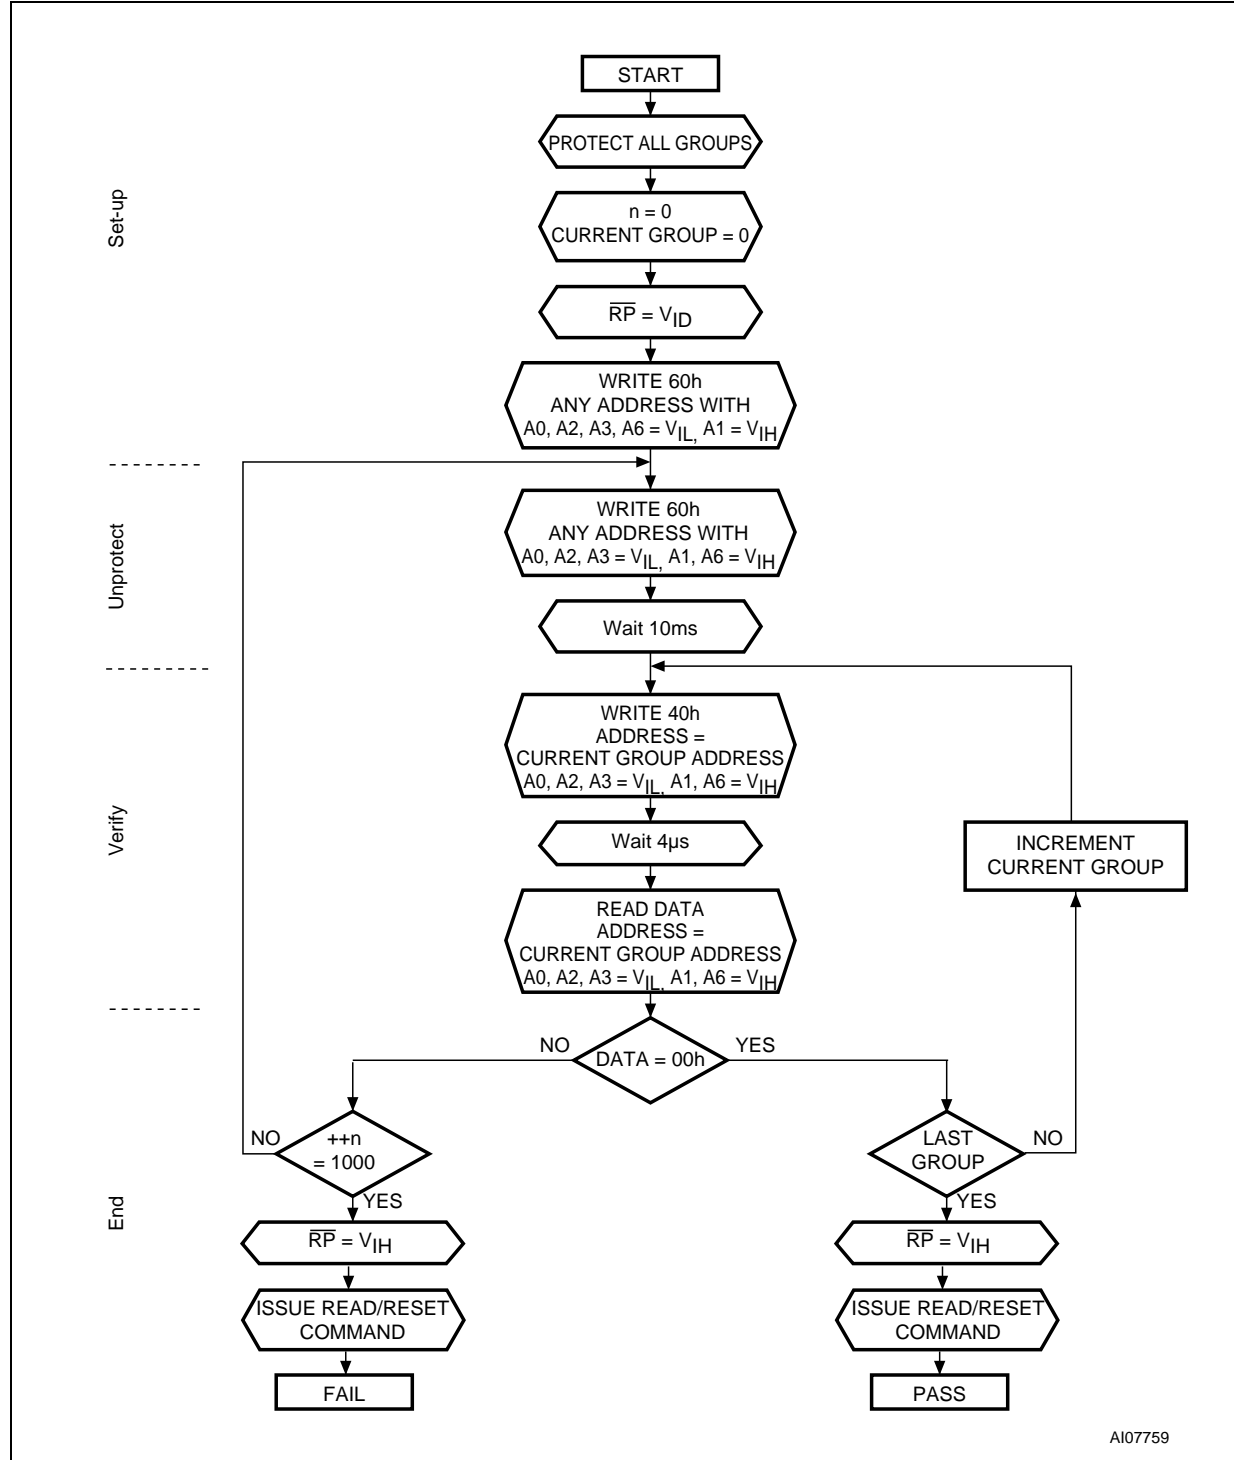 START
PROTECT ALL GROUPS
Set-up
n = 0
CURRENT GROUP = 0
RP = VID
WRITE 60h
ANY ADDRESS WITH
A0, A2, A3, A6 = VIL, A1 = VIH
Unprotect
WRITE 60h
ANY ADDRESS WITH
A0, A2, A3 = VIL, A1, A6 = VIH
Wait 10ms
Verify
WRITE 40h
ADDRESS =
CURRENT GROUP ADDRESS
A0, A2, A3 = VIL, A1, A6 = VIH
Wait 4µs
INCREMENT
CURRENT GROUP
READ DATA
ADDRESS =
CURRENT GROUP ADDRESS
A0, A2, A3 = VIL, A1, A6 = VIH
NO
DATA = 00h
YES
End
NO
++n
= 1000
YES
LAST
GROUP
NO
YES
RP = VIH
RP = VIH
ISSUE READ/RESET
COMMAND
ISSUE READ/RESET
COMMAND
FAIL
PASS
AI07759